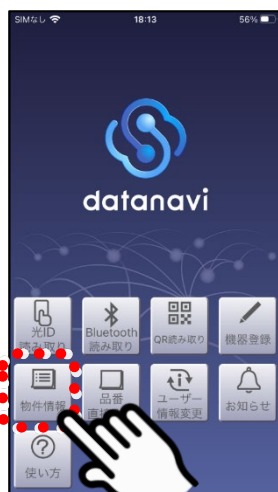 SIMなし 18:13 56%
datanavi
光ID
読み取り
Bluetooth
読み取り
QR読み取り
機器登録
物件情報
品番
ユーザー
情報変更
お知らせ
使い方